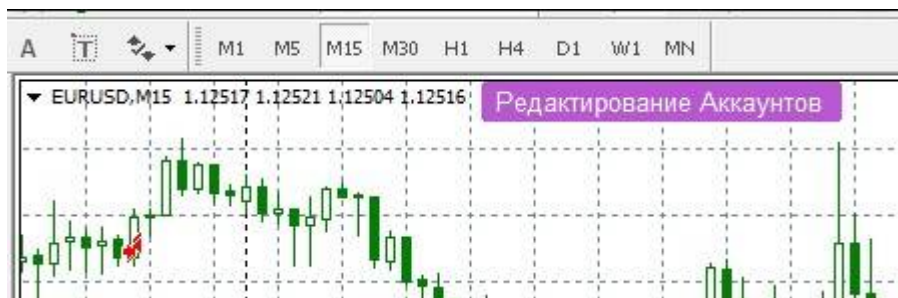 A T M1 M5 M15 M30 H1 H4 D1 W1 MN
EURUSD,M15 1.12517 1.12521 1.12504 1.12516 Редактирование Аккаунтов